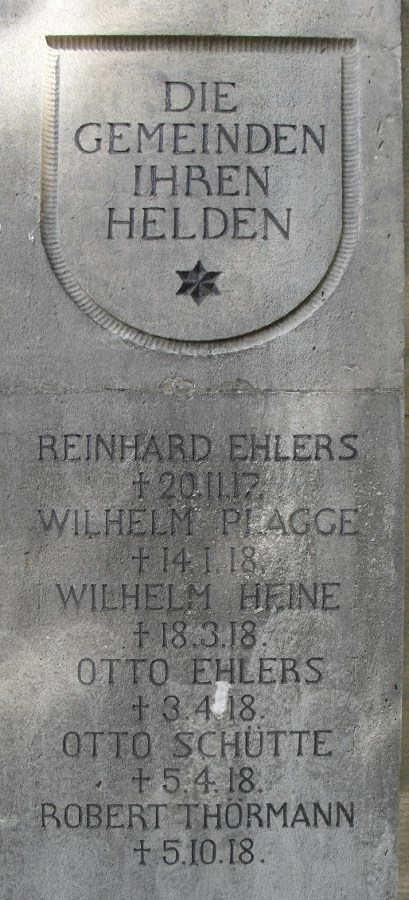 DIE
GEMEINDEN
IHREN
HELDEN
REINHARD EHLERS
† 20.11.17.
WILHELM PLAGGE
† 14.1.18.
WILHELM HEINE
† 18.3.18.
OTTO EHLERS
† 3.4.18.
OTTO SCHÜTTE
† 5.4.18.
ROBERT THÖRMANN
† 5.10.18.